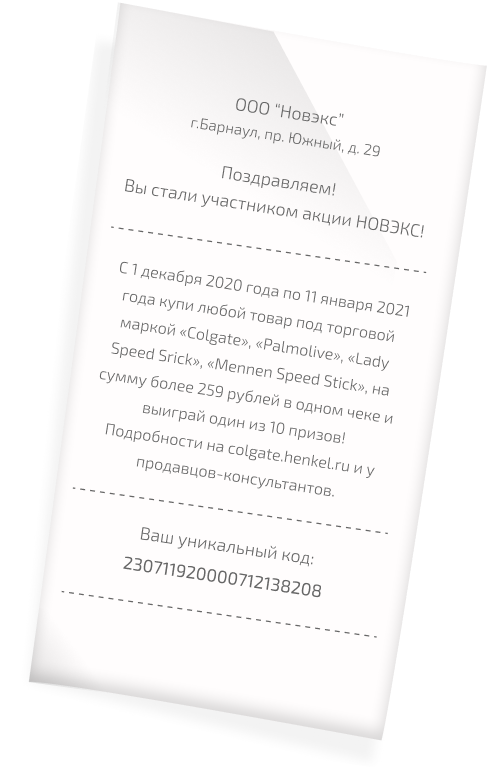 ООО “Новэкс”
г.Барнаул, пр. Южный, д. 29
Поздравляем!
Вы стали участником акции НОВЭКС!
С 1 декабря 2020 года по 11 января 2021
года купи любой товар под торговой
маркой «Colgate», «Palmolive», «Lady
Speed Srick», «Mennen Speed Stick», на
сумму более 259 рублей в одном чеке и
выиграй один из 10 призов!
Подробности на colgate.henkel.ru и у
продавцов-консультантов.
Ваш уникальный код:
230711920000712138208